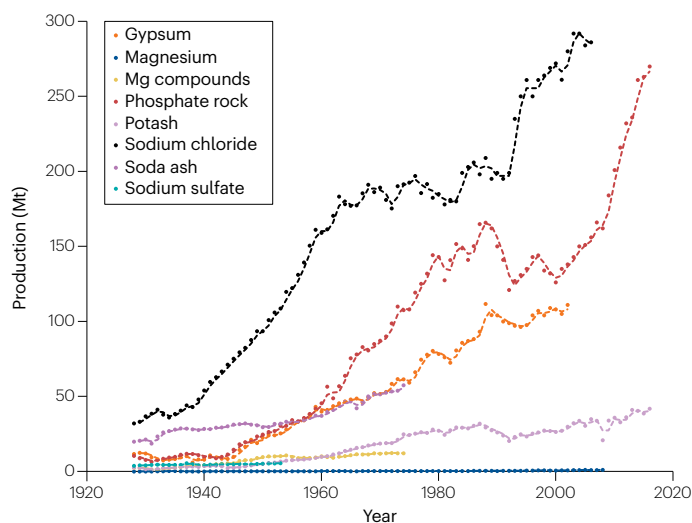 300
250
200
150
100
50
0
Production (Mt)
Gypsum
Magnesium
Mg compounds
Phosphate rock
Potash
Sodium chloride
Soda ash
Sodium sulfate
1920 1940 1960 1980 2000 2020
Year